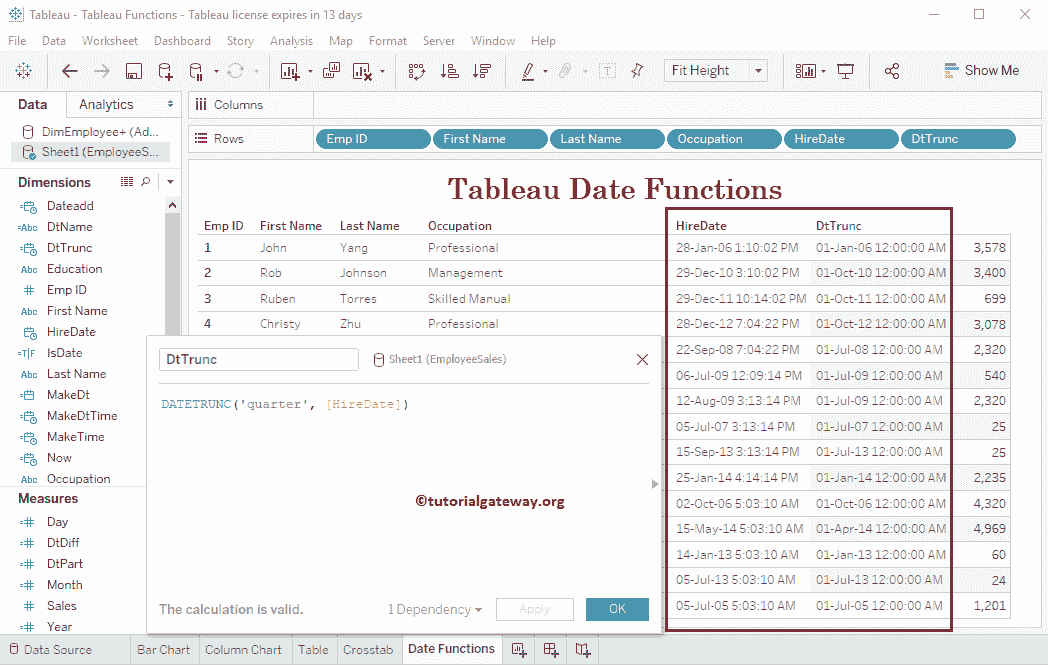 Tableau - Tableau Functions - Tableau license expires in 13 days
File Data Worksheet Dashboard Story Analysis Map Format Server Window Help
Fit Height
Show Me
Data Analytics
Columns
DimEmployee+ (Ad...
Sheet1 (EmployeeS...
Rows Emp ID First Name Last Name Occupation HireDate DtTrunc
Dimensions
Dateadd
Abc DtName
DtTrunc
Abc Education
# Emp ID
Abc First Name
HireDate
T|F IsDate
Abc Last Name
MakeDt
MakeDtTime
MakeTime
Now
Abc Occupation
Measures
# Day
# DtDiff
# DtPart
# Month
# Sales
# Year
Tableau Date Functions
Emp ID First Name Last Name Occupation HireDate DtTrunc
1 John Yang Professional 28-Jan-06 1:10:02 PM 01-Jan-06 12:00:00 AM 3,578
2 Rob Johnson Management 29-Dec-10 3:10:02 PM 01-Oct-10 12:00:00 AM 3,400
3 Ruben Torres Skilled Manual 29-Dec-11 10:14:02 PM 01-Oct-11 12:00:00 AM 699
4 Christy Zhu Professional 28-Dec-12 7:04:22 PM 01-Oct-12 12:00:00 AM 3,078
22-Sep-08 7:04:22 PM 01-Jul-08 12:00:00 AM 2,320
06-Jul-09 12:09:14 PM 01-Jul-09 12:00:00 AM 540
12-Aug-09 3:13:14 PM 01-Jul-09 12:00:00 AM 2,320
05-Jul-07 3:13:14 PM 01-Jul-07 12:00:00 AM 25
15-Sep-13 3:13:14 PM 01-Jul-13 12:00:00 AM 25
25-Jan-14 4:14:14 PM 01-Jan-14 12:00:00 AM 2,235
02-Oct-06 5:03:10 AM 01-Oct-06 12:00:00 AM 4,320
15-May-14 5:03:10 AM 01-Apr-14 12:00:00 AM 4,969
14-Jan-13 5:03:10 AM 01-Jan-13 12:00:00 AM 60
05-Jul-13 5:03:10 AM 01-Jul-13 12:00:00 AM 24
05-Jul-05 5:03:10 AM 01-Jul-05 12:00:00 AM 1,201
DtTrunc Sheet1 (EmployeeSales)
DATETRUNC('quarter', [HireDate])
©tutorialgateway.org
The calculation is valid. 1 Dependency Apply OK
Data Source Bar Chart Column Chart Table Crosstab Date Functions